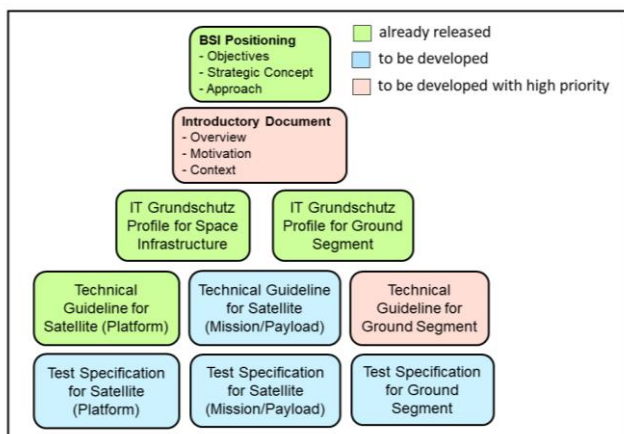 BSI Positioning
- Objectives
- Strategic Concept
- Approach
already released
to be developed
to be developed with high priority
Introductory Document
- Overview
- Motivation
- Context
IT Grundschutz
Profile for Space
Infrastructure
IT Grundschutz
Profile for Ground
Segment
Technical
Guideline for
Satellite (Platform)
Technical Guideline
for Satellite
(Mission/Payload)
Technical
Guideline for
Ground Segment
Test Specification
for Satellite
(Platform)
Test Specification
for Satellite
(Mission/Payload)
Test Specification
for Ground
Segment